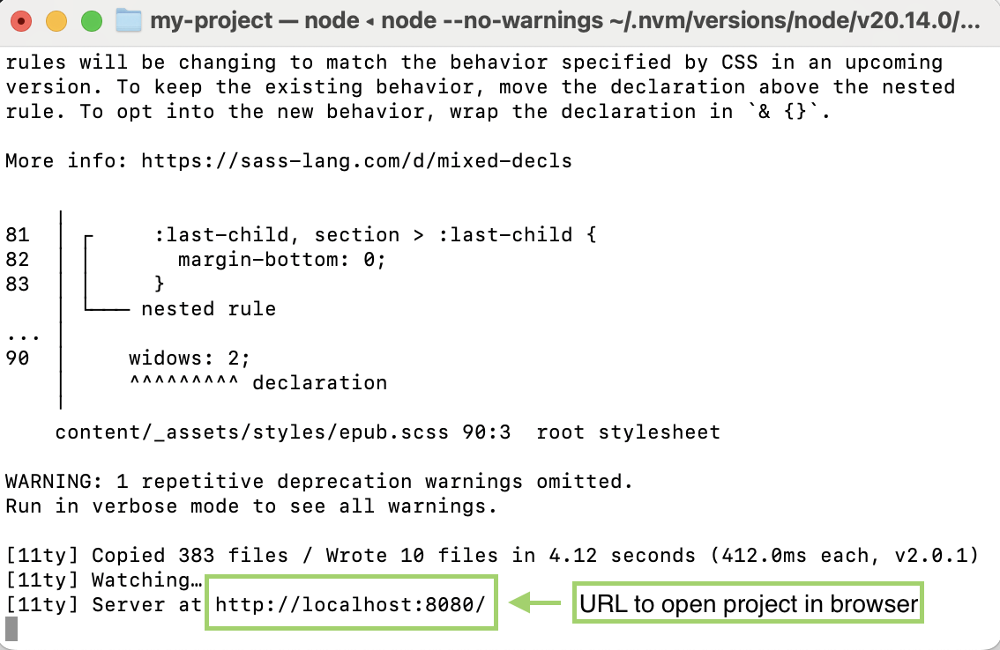 my-project — node ◂ node --no-warnings ~/.nvm/versions/node/v20.14.0/...
rules will be changing to match the behavior specified by CSS in an upcoming
version. To keep the existing behavior, move the declaration above the nested
rule. To opt into the new behavior, wrap the declaration in `& {}`.
More info: https://sass-lang.com/d/mixed-decls
81 │ ┌ :last-child, section > :last-child {
82 │ │ margin-bottom: 0;
83 │ │ }
│ └─── nested rule
... │
90 │ widows: 2;
│ ^^^^^^^^^ declaration
content/_assets/styles/epub.scss 90:3 root stylesheet
WARNING: 1 repetitive deprecation warnings omitted.
Run in verbose mode to see all warnings.
[11ty] Copied 383 files / Wrote 10 files in 4.12 seconds (412.0ms each, v2.0.1)
[11ty] Watching…
[11ty] Server at http://localhost:8080/ URL to open project in browser